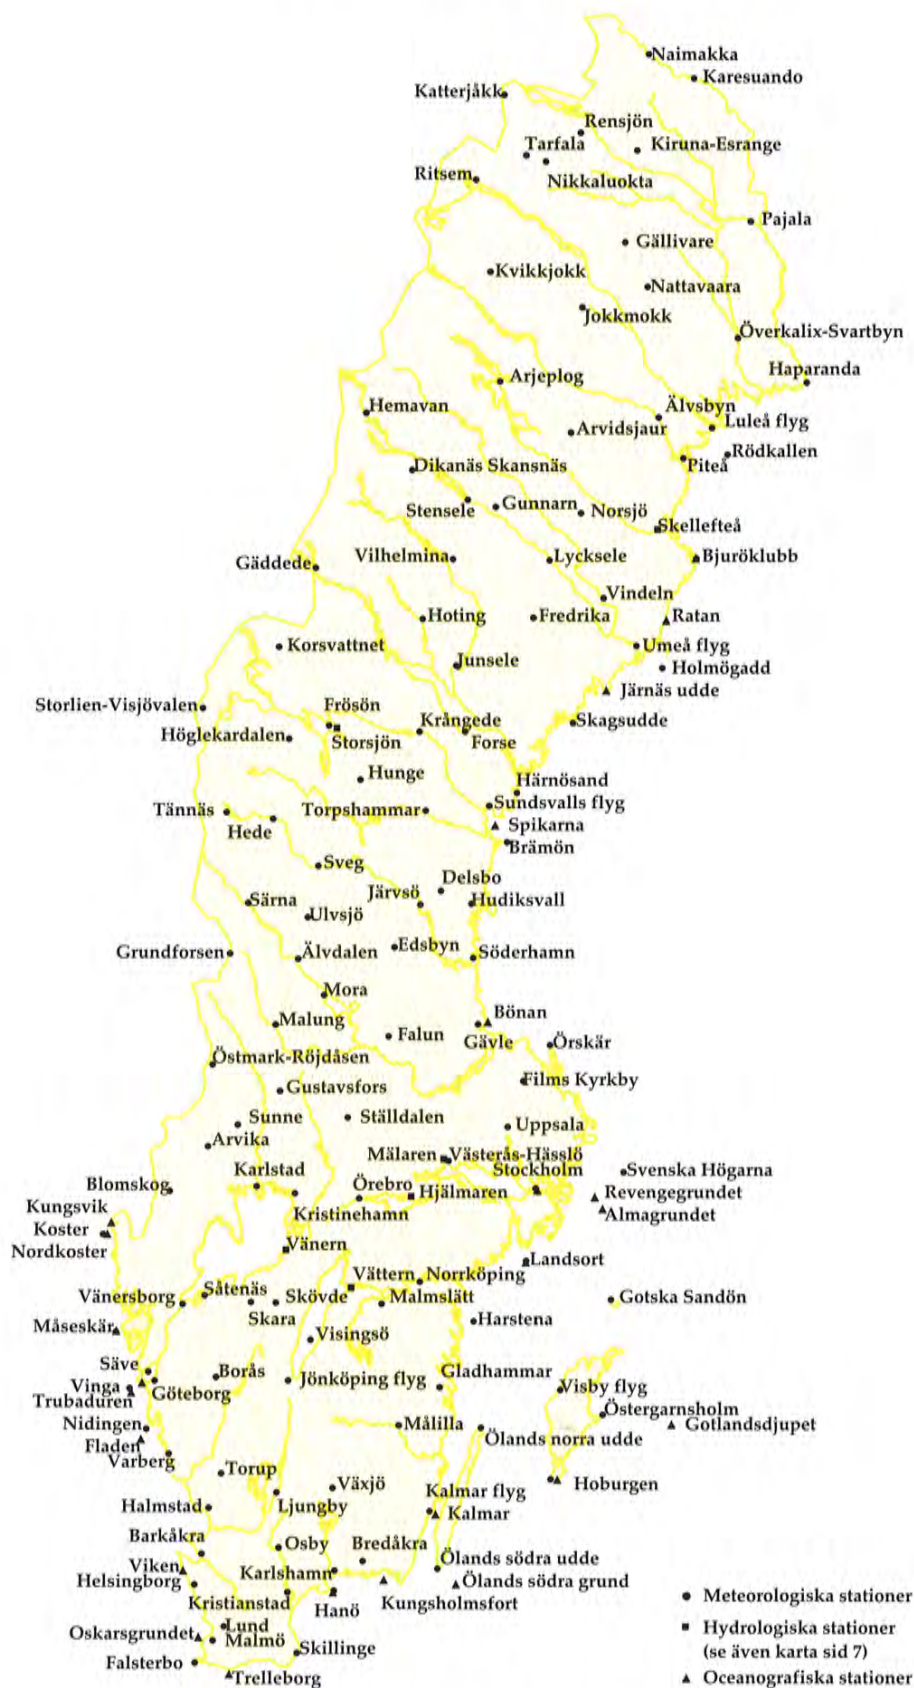 Naimakka
Karesuando
Katterjåkk
Rensjön
Tarfala
Kiruna-Esrange
Ritsem
Nikkaluokta
Pajala
Gällivare
Kvikkjokk
Nattavaara
Jokkmokk
Överkalix-Svartbyn
Haparanda
Arjeplog
Hemavan
Älvsbyn
Luleå flyg
Arvidsjaur
Rödkallen
Piteå
Dikanäs Skansnäs
Stensele
Gunnarn
Norsjö
Skellefteå
Gäddede
Vilhelmina
Lycksele
Bjuröklubb
Vindeln
Hoting
Fredrika
Ratan
Korsvattnet
Umeå flyg
Junsele
Holmögadd
Järnäs udde
Storlien-Visjövalen
Frösön
Krångede
Skagsudde
Höglekardalen
Storsjön
Forse
Hunge
Härnösand
Tännäs
Torpshammar
Sundsvalls flyg
Hede
Spikarna
Brämön
Sveg
Delsbo
Järvsö
Hudiksvall
Särna
Ulvsjö
Grundforsen
Älvdalen
Edsbyn
Söderhamn
Mora
Malung
Bönan
Falun
Gävle
Örskär
Östmark-Röjdåsen
Films Kyrkby
Gustavsfors
Sunne
Ställdalen
Uppsala
Arvika
Mälaren
Västerås-Hässlö
Karlstad
Stockholm
Svenska Högarna
Blomskog
Örebro
Hjälmaren
Revengegrundet
Kungsvik
Kristinehamn
Almagrundet
Koster
Nordkoster
Vänern
Landsort
Vättern
Norrköping
Såtenäs
Vänersborg
Skövde
Malmslätt
Gotska Sandön
Skara
Måseskär
Visingsö
Harstena
Säve
Borås
Jönköping flyg
Gladhammar
Vinga
Göteborg
Visby flyg
Trubaduren
Östergarnsholm
Nidingen
Målilla
Gotlandsdjupet
Fladen
Ölands norra udde
Varberg
Torup
Växjö
Kalmar flyg
Hoburgen
Halmstad
Ljungby
Kalmar
Barkåkra
Osby
Bredåkra
Viken
Karlshamn
Ölands södra udde
Helsingborg
Ölands södra grund
Kristianstad
Hanö
Kungsholmsfort
Meteorologiska stationer
Lund
Hydrologiska stationer
Oskarsgrundet
Malmö
(se även karta sid 7)
Skillinge
Falsterbo
Trelleborg
Oceanografiska stationer